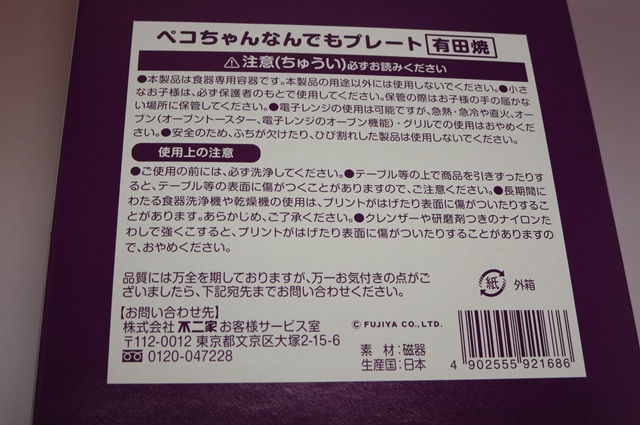 ペコちゃんなんでもプレート 有田焼
⚠注意(ちゅうい)必ずお読みください
●本製品は食器専用容器です。本製品の用途以外には使用しないでください。●小さ
なお子様は、必ず保護者のもとで使用してください。保管の際はお子様の手の届かな
い場所に保管してください。●電子レンジの使用は可能ですが、急熱・急冷や直火、オー
ブン(オーブントースター、電子レンジのオーブン機能)・グリルでの使用はおやめくだ
さい。●安全のため、ふちが欠けたり、ひび割れした製品は使用しないでください。
使用上の注意
●ご使用の前には、必ず洗浄してください。●テーブル等の上で商品を引きずったりす
ると、テーブル等の表面に傷がつくことがありますので、ご注意ください。●長期間に
わたる食器洗浄機や乾燥機の使用は、プリントがはげたり表面に傷がついたりするこ
とがあります。あらかじめ、ご了承ください。●クレンザーや研磨剤つきのナイロンた
わしで強くこすると、プリントがはげたり表面に傷がついたりすることがありますの
で、おやめください。
品質には万全を期しておりますが、万一お気付きの点がご
ざいましたら、下記宛先までお問い合わせください。
紙 外箱
【お問い合わせ先】
株式会社 不二家 お客様サービス室
〒112-0012 東京都文京区大塚2-15-6
0120-047228
© FUJIYA CO., LTD.
素 材:磁器
生産国:日本
4 902555 921686